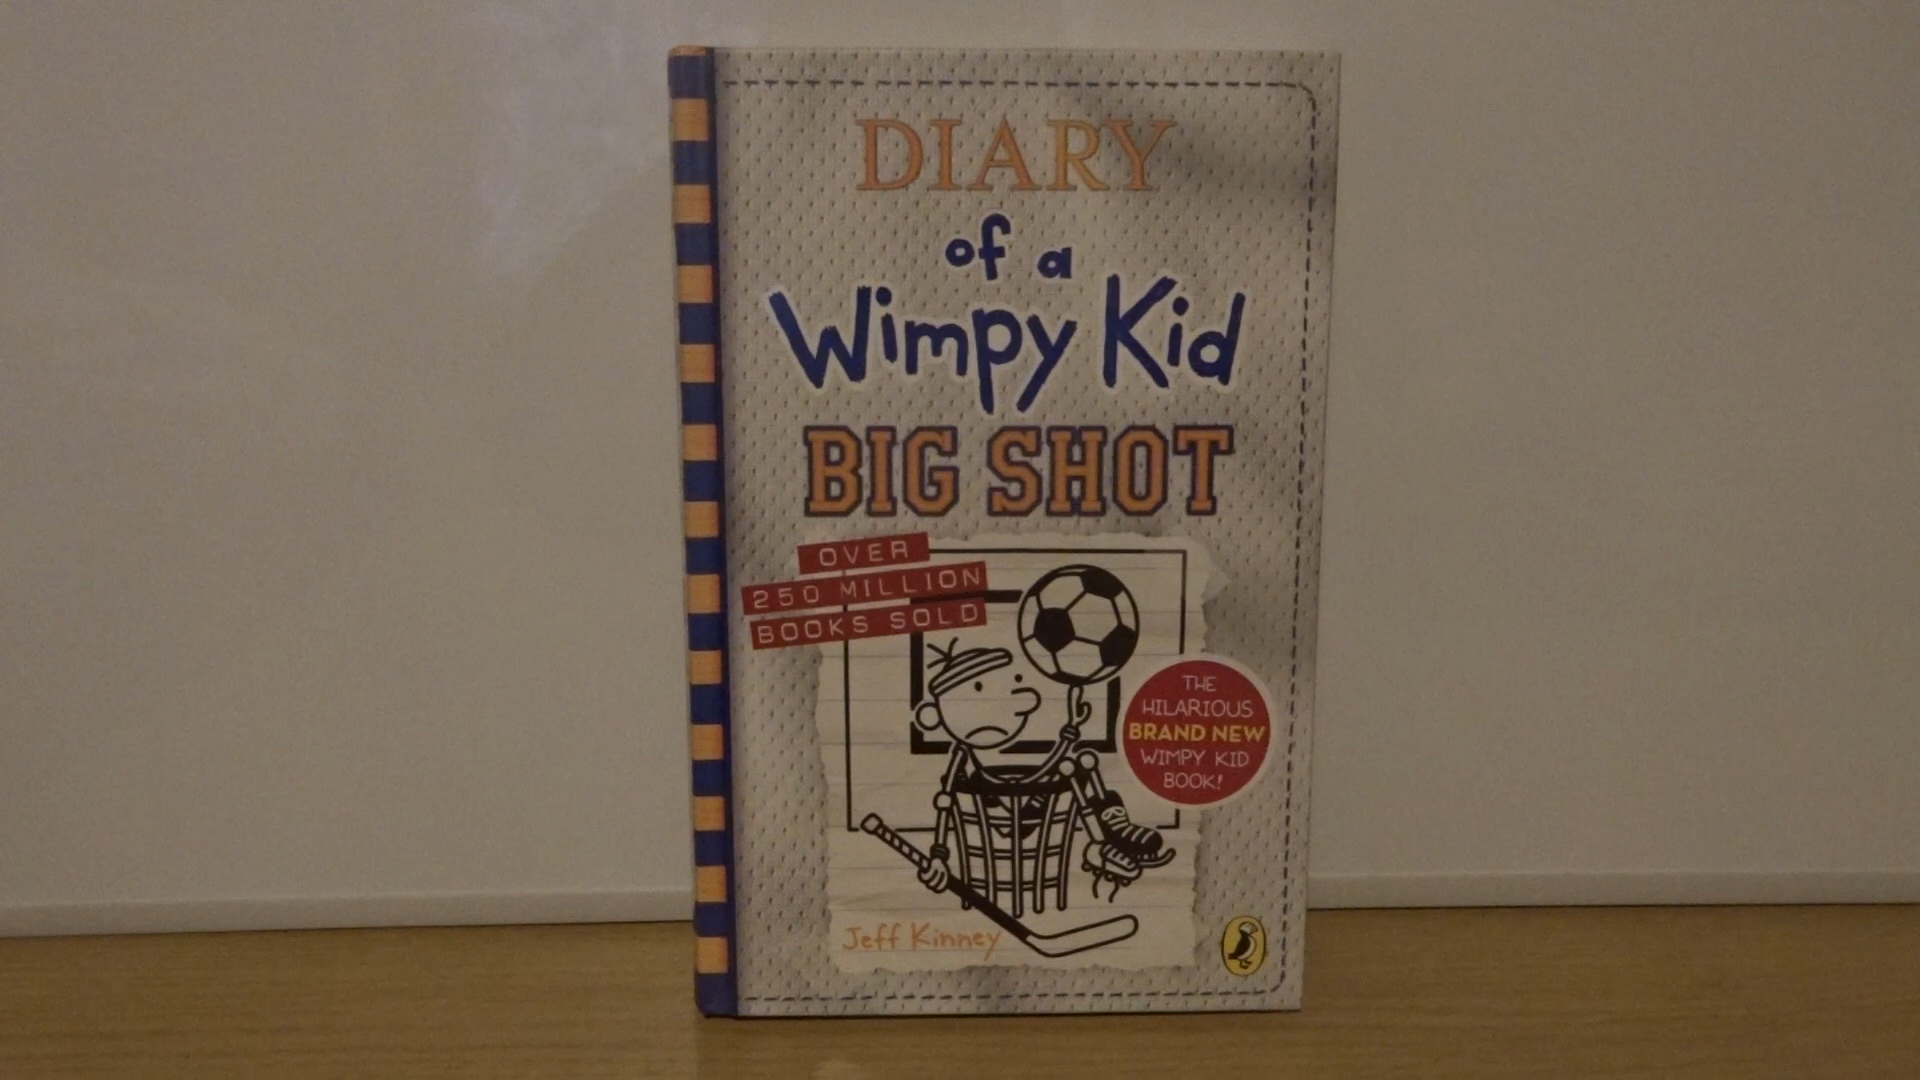 DIARY
of a
Wimpy Kid
BIG SHOT
OVER
250 MILLION
BOOKS SOLD
THE
HILARIOUS
BRAND NEW
WIMPY KID
BOOK!
Jeff Kinney